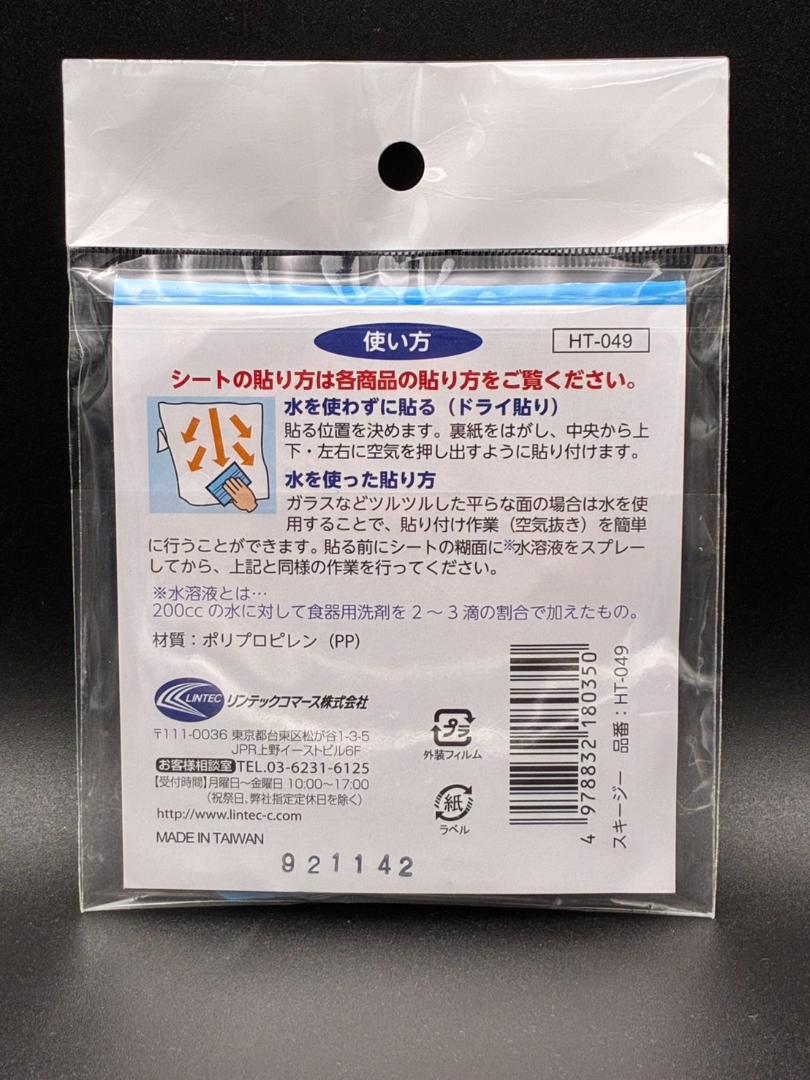 使い方
HT-049
シートの貼り方は各商品の貼り方をご覧ください。
水を使わずに貼る（ドライ貼り）
貼る位置を決めます。裏紙をはがし、中央から上
下・左右に空気を押し出すように貼り付けます。
水を使った貼り方
ガラスなどツルツルした平らな面の場合は水を使
用することで、貼り付け作業（空気抜き）を簡単
に行うことができます。貼る前にシートの糊面に※水溶液をスプレー
してから、上記と同様の作業を行ってください。
※水溶液とは…
200ccの水に対して食器用洗剤を2〜3滴の割合で加えたもの。
材質：ポリプロピレン（PP）
LINTEC リンテックコマース株式会社
〒111-0036 東京都台東区松が谷1-3-5
JPR上野イーストビル6F
お客様相談室 TEL.03-6231-6125
【受付時間】月曜日〜金曜日 10:00〜17:00
（祝祭日、弊社指定定休日を除く）
http://www.lintec-c.com
MADE IN TAIWAN
921142
プラ
外装フィルム
紙
ラベル
4 978832 180350
スキージー 品番：HT-049